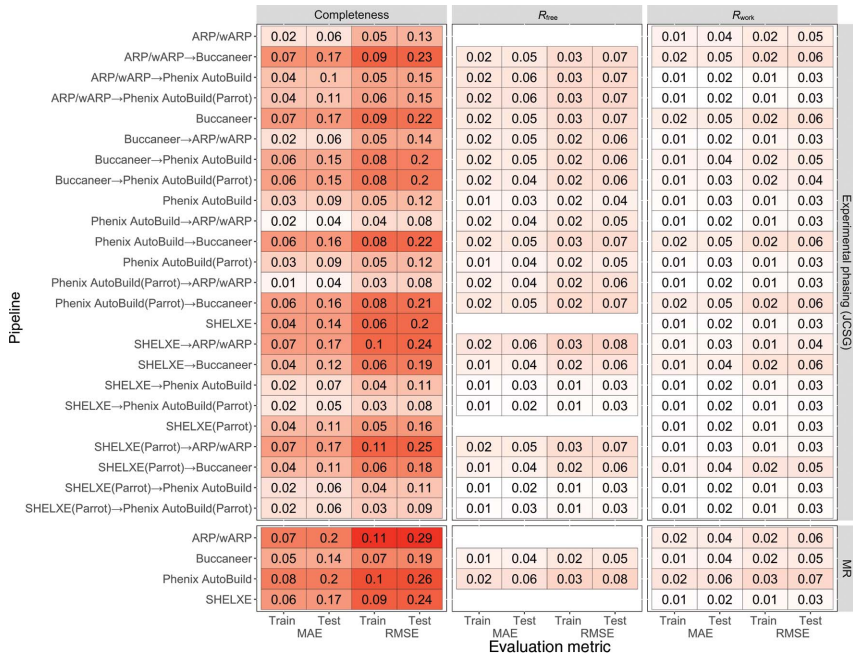 Completeness Rfree Rwork
ARP/wARP 0.02 0.06 0.05 0.13 0.01 0.04 0.02 0.05
ARP/wARP→Buccaneer 0.07 0.17 0.09 0.23 0.02 0.05 0.03 0.07 0.02 0.05 0.02 0.06
ARP/wARP→Phenix AutoBuild 0.04 0.1 0.05 0.15 0.02 0.06 0.03 0.07 0.01 0.02 0.01 0.03
ARP/wARP→Phenix AutoBuild(Parrot) 0.04 0.11 0.06 0.15 0.02 0.06 0.03 0.07 0.01 0.02 0.01 0.03
Buccaneer 0.07 0.17 0.09 0.22 0.02 0.05 0.03 0.07 0.02 0.05 0.02 0.06
Buccaneer→ARP/wARP 0.02 0.06 0.05 0.14 0.02 0.05 0.02 0.06 0.01 0.02 0.01 0.03
Buccaneer→Phenix AutoBuild 0.06 0.15 0.08 0.2 0.02 0.05 0.02 0.06 0.01 0.04 0.02 0.05
Buccaneer→Phenix AutoBuild(Parrot) 0.06 0.15 0.08 0.2 0.02 0.04 0.02 0.06 0.01 0.03 0.02 0.04
Phenix AutoBuild 0.03 0.09 0.05 0.12 0.01 0.03 0.02 0.04 0.01 0.02 0.01 0.03
Phenix AutoBuild→ARP/wARP 0.02 0.04 0.04 0.08 0.02 0.04 0.02 0.05 0.01 0.02 0.01 0.03
Phenix AutoBuild→Buccaneer 0.06 0.16 0.08 0.22 0.02 0.05 0.03 0.07 0.02 0.05 0.02 0.06
Phenix AutoBuild(Parrot) 0.03 0.09 0.05 0.12 0.01 0.04 0.02 0.05 0.01 0.03 0.01 0.03
Phenix AutoBuild(Parrot)→ARP/wARP 0.01 0.04 0.03 0.08 0.02 0.04 0.02 0.06 0.01 0.02 0.01 0.03
Phenix AutoBuild(Parrot)→Buccaneer 0.06 0.16 0.08 0.21 0.02 0.05 0.02 0.07 0.02 0.05 0.02 0.06
SHELXE 0.04 0.14 0.06 0.2 0.01 0.02 0.01 0.03
SHELXE→ARP/wARP 0.07 0.17 0.1 0.24 0.02 0.06 0.03 0.08 0.01 0.03 0.01 0.04
SHELXE→Buccaneer 0.04 0.12 0.06 0.19 0.01 0.04 0.02 0.06 0.01 0.04 0.02 0.06
SHELXE→Phenix AutoBuild 0.02 0.07 0.04 0.11 0.01 0.03 0.01 0.03 0.01 0.02 0.01 0.03
SHELXE→Phenix AutoBuild(Parrot) 0.02 0.05 0.03 0.08 0.01 0.02 0.01 0.03 0.01 0.02 0.01 0.03
SHELXE(Parrot) 0.04 0.11 0.05 0.16 0.01 0.02 0.01 0.03
SHELXE(Parrot)→ARP/wARP 0.07 0.17 0.11 0.25 0.02 0.05 0.03 0.07 0.01 0.03 0.01 0.03
SHELXE(Parrot)→Buccaneer 0.04 0.11 0.06 0.18 0.01 0.04 0.02 0.06 0.01 0.04 0.02 0.05
SHELXE(Parrot)→Phenix AutoBuild 0.02 0.06 0.04 0.11 0.01 0.02 0.01 0.03 0.01 0.02 0.01 0.03
SHELXE(Parrot)→Phenix AutoBuild(Parrot) 0.02 0.06 0.03 0.09 0.01 0.02 0.01 0.03 0.01 0.02 0.01 0.03
Experimental phasing (JCSG)
ARP/wARP 0.07 0.2 0.11 0.29 0.02 0.04 0.02 0.06
Buccaneer 0.05 0.14 0.07 0.19 0.01 0.04 0.02 0.05 0.01 0.04 0.02 0.05
Phenix AutoBuild 0.08 0.2 0.1 0.26 0.02 0.06 0.03 0.08 0.02 0.06 0.03 0.07
SHELXE 0.06 0.17 0.09 0.24 0.01 0.02 0.01 0.03
MR
Pipeline
Train Test Train Test Train Test Train Test Train Test Train Test
MAE RMSE MAE RMSE MAE RMSE
Evaluation metric